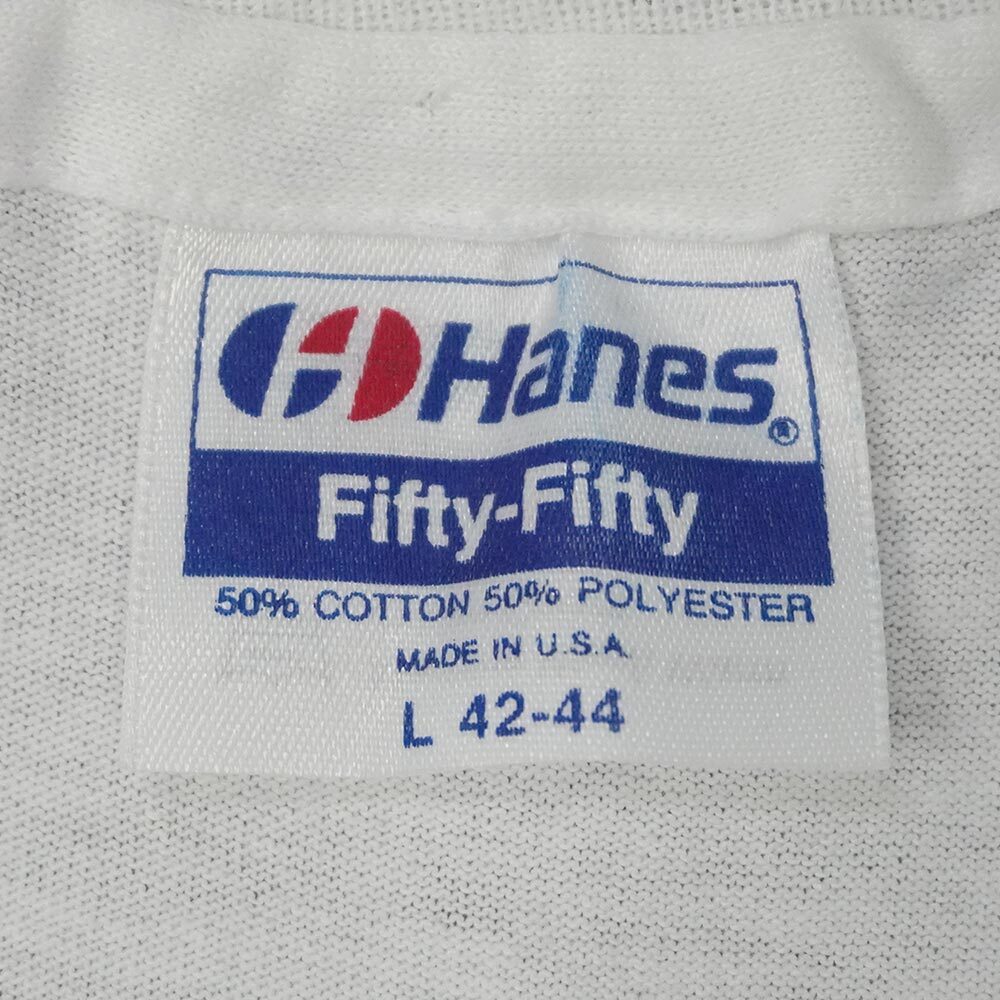 Hanes®
Fifty-Fifty
50% COTTON 50% POLYESTER
MADE IN U.S.A.
L 42-44